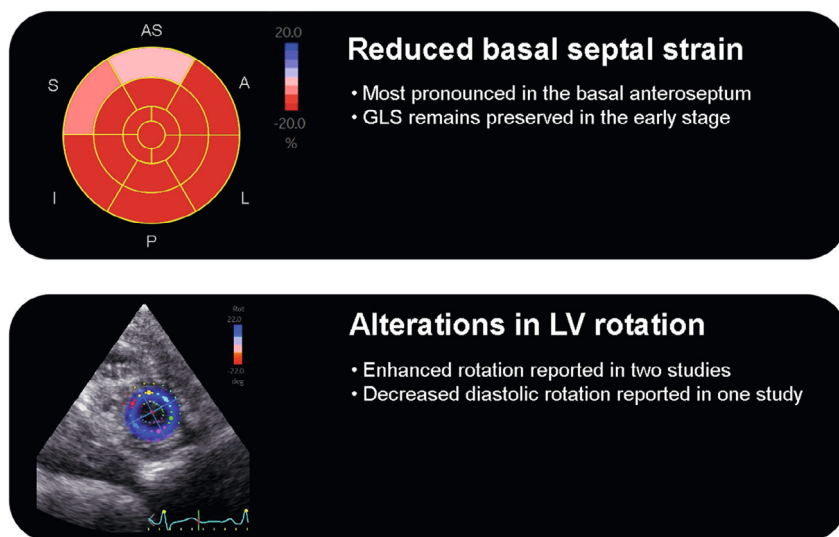 AS
S
A
I
L
P
20.0
-20.0
%
Reduced basal septal strain
• Most pronounced in the basal anteroseptum
• GLS remains preserved in the early stage
Rot
22.0
-22.0
deg
Alterations in LV rotation
• Enhanced rotation reported in two studies
• Decreased diastolic rotation reported in one study